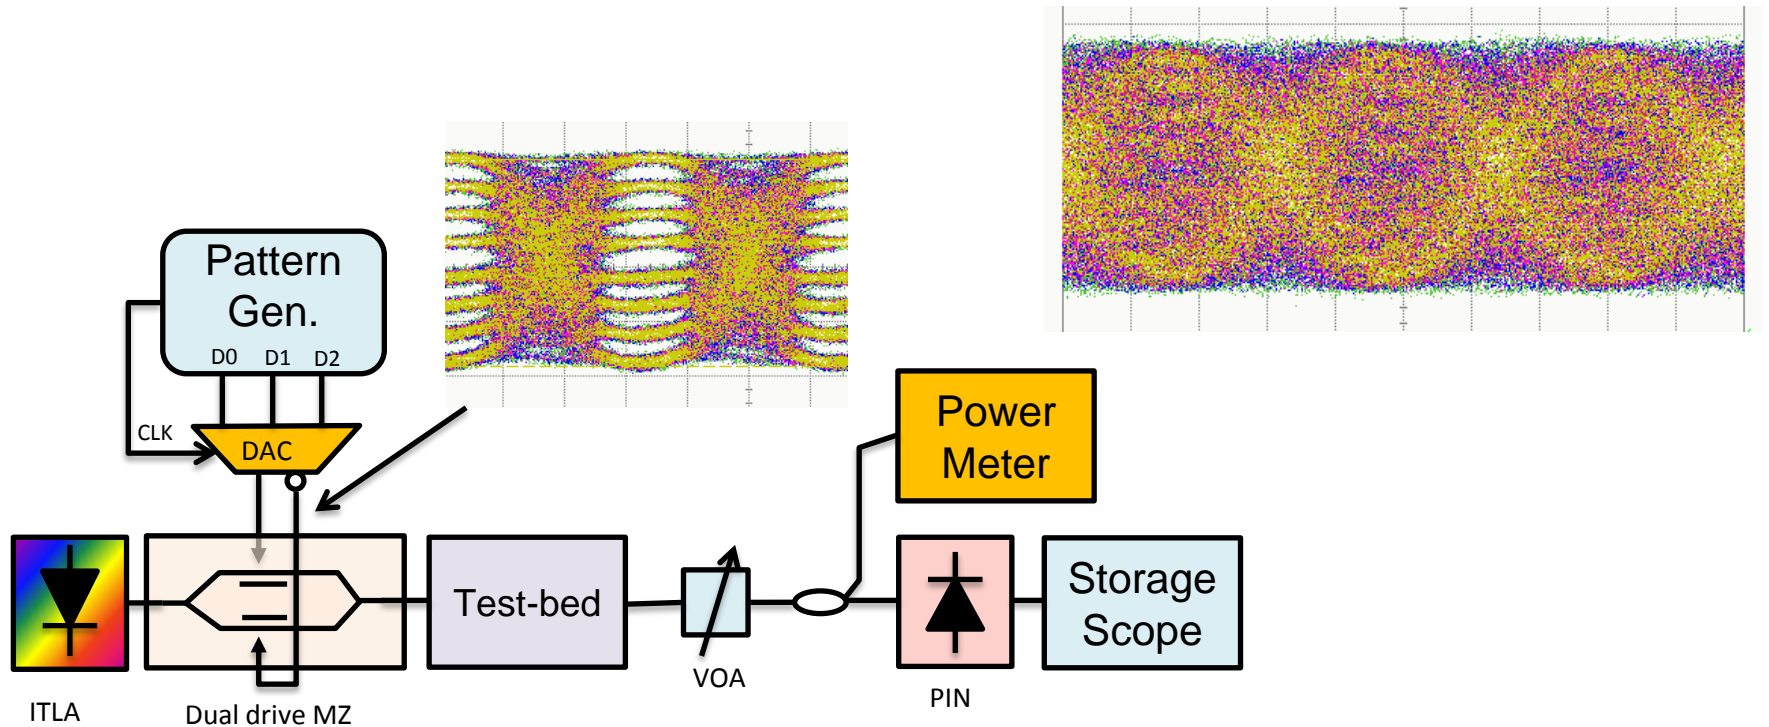 Pattern
Gen.
D0 D1 D2
CLK
DAC
Power
Meter
Test-bed
Storage
Scope
VOA
PIN
ITLA
Dual drive MZ